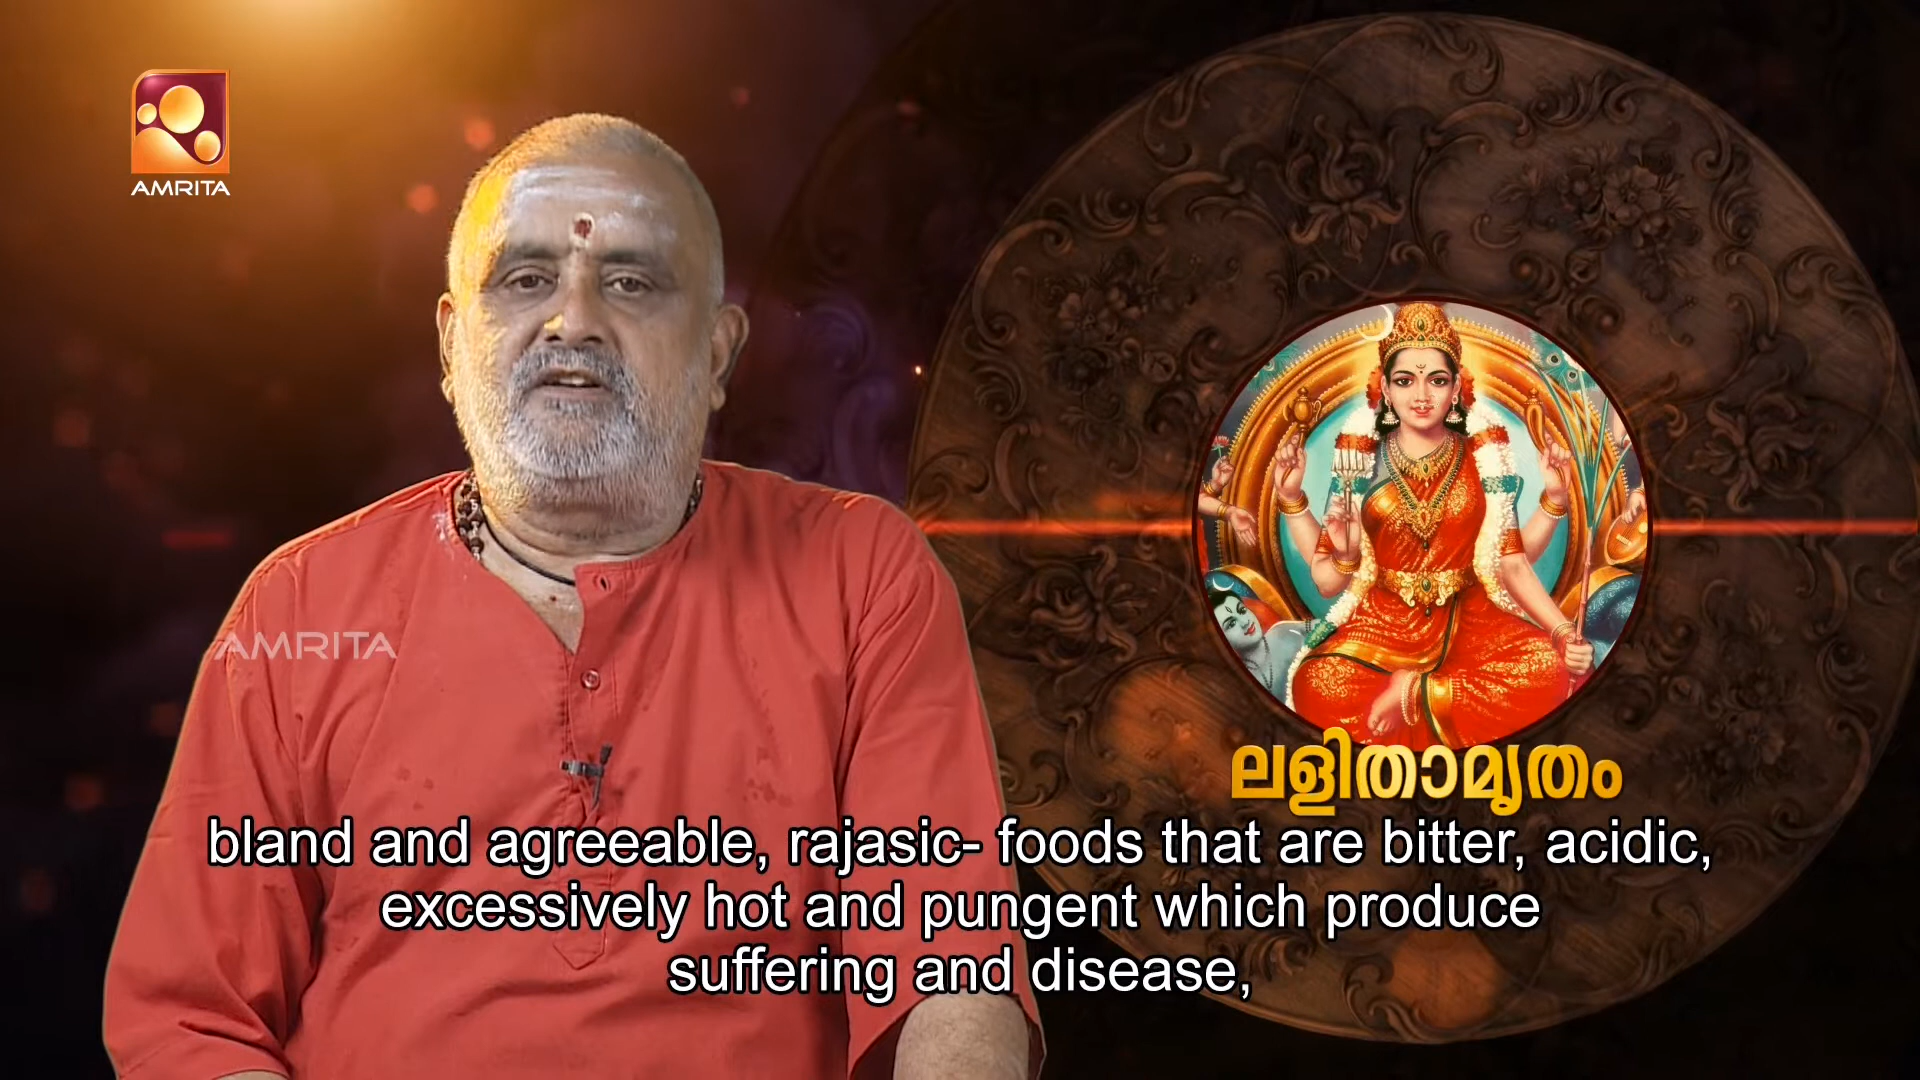 AMRITA
AMRITA
ലളിതാമൃതം
bland and agreeable, rajasic- foods that are bitter, acidic,
excessively hot and pungent which produce
suffering and disease,